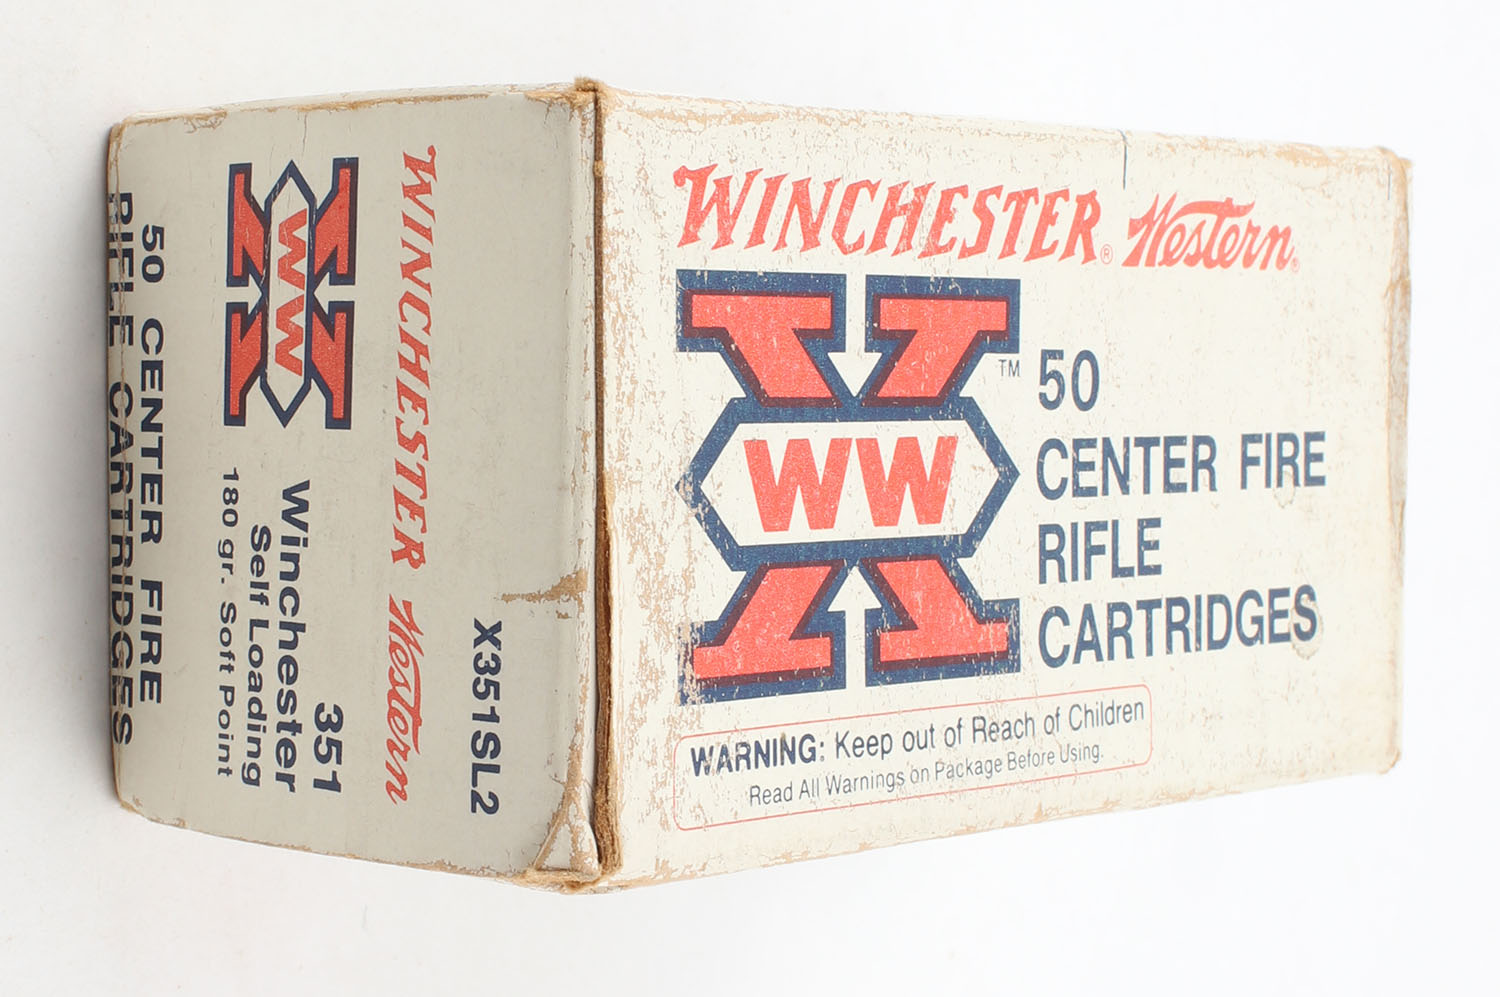 WINCHESTER® Western®
WW
TM
50
CENTER FIRE
RIFLE
CARTRIDGES
WARNING: Keep out of Reach of Children
Read All Warnings on Package Before Using.
X351SL2
WINCHESTER Western
WW
351
Winchester
Self Loading
180 gr. Soft Point
50 CENTER FIRE
RIFLE CARTRIDGES